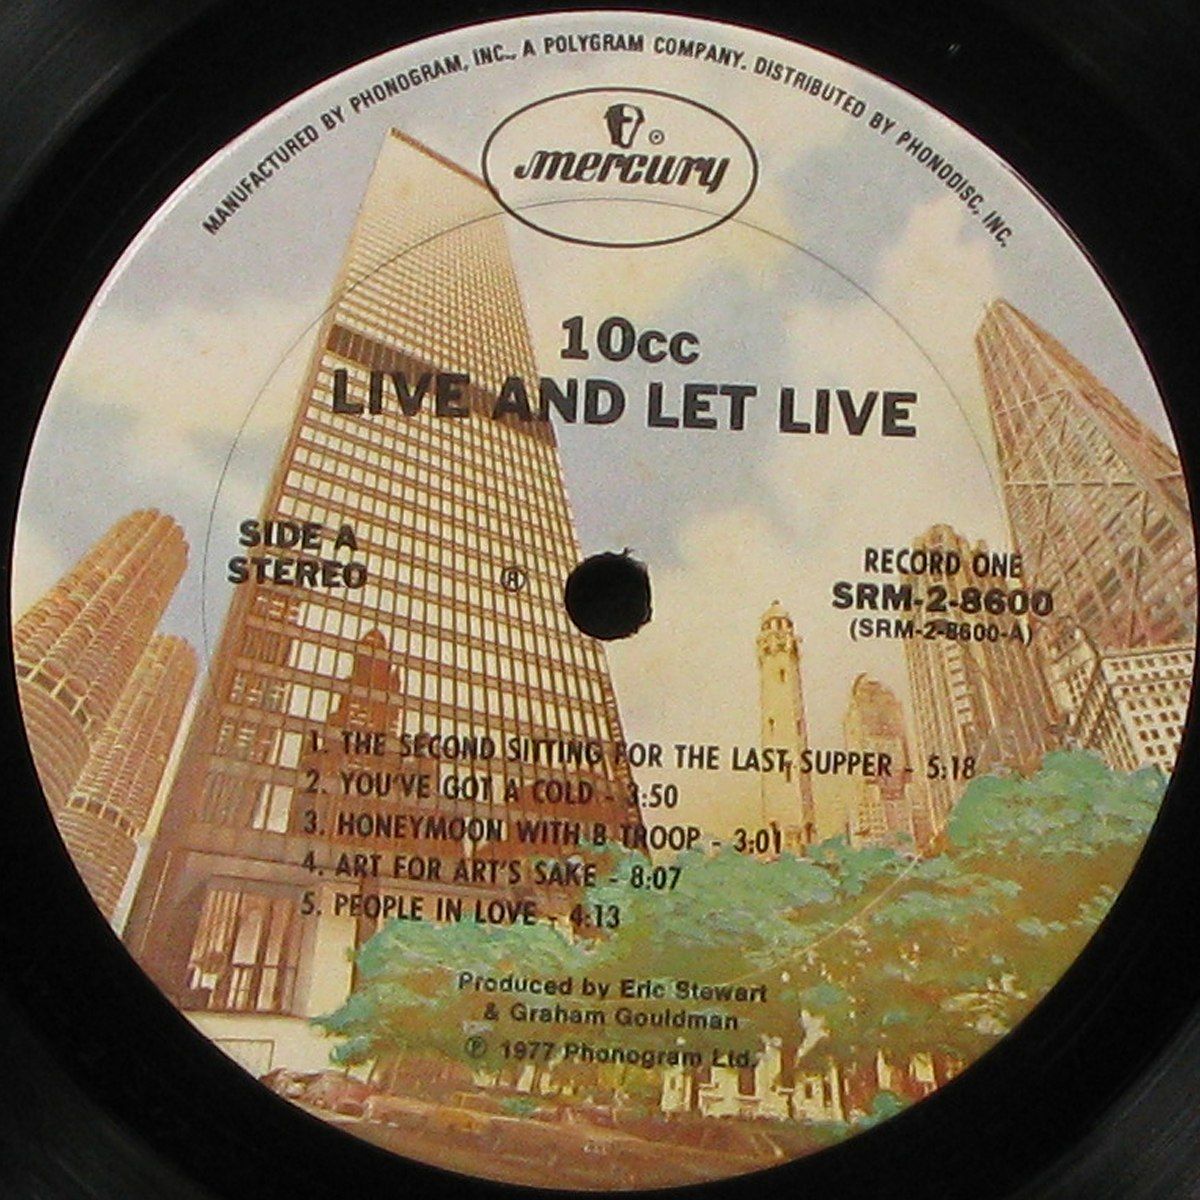 MANUFACTURED BY PHONOGRAM, INC., A POLYGRAM COMPANY. DISTRIBUTED BY PHONODISC, INC.
mercury
10cc
LIVE AND LET LIVE
SIDE A
STEREO
®
RECORD ONE
SRM-2-8600
(SRM-2-8600-A)
1. THE SECOND SITTING FOR THE LAST SUPPER - 5:18
2. YOU'VE GOT A COLD - 3:50
3. HONEYMOON WITH B TROOP - 3:01
4. ART FOR ART'S SAKE - 8:07
5. PEOPLE IN LOVE - 4:13
Produced by Eric Stewart
& Graham Gouldman
℗ 1977 Phonogram Ltd.